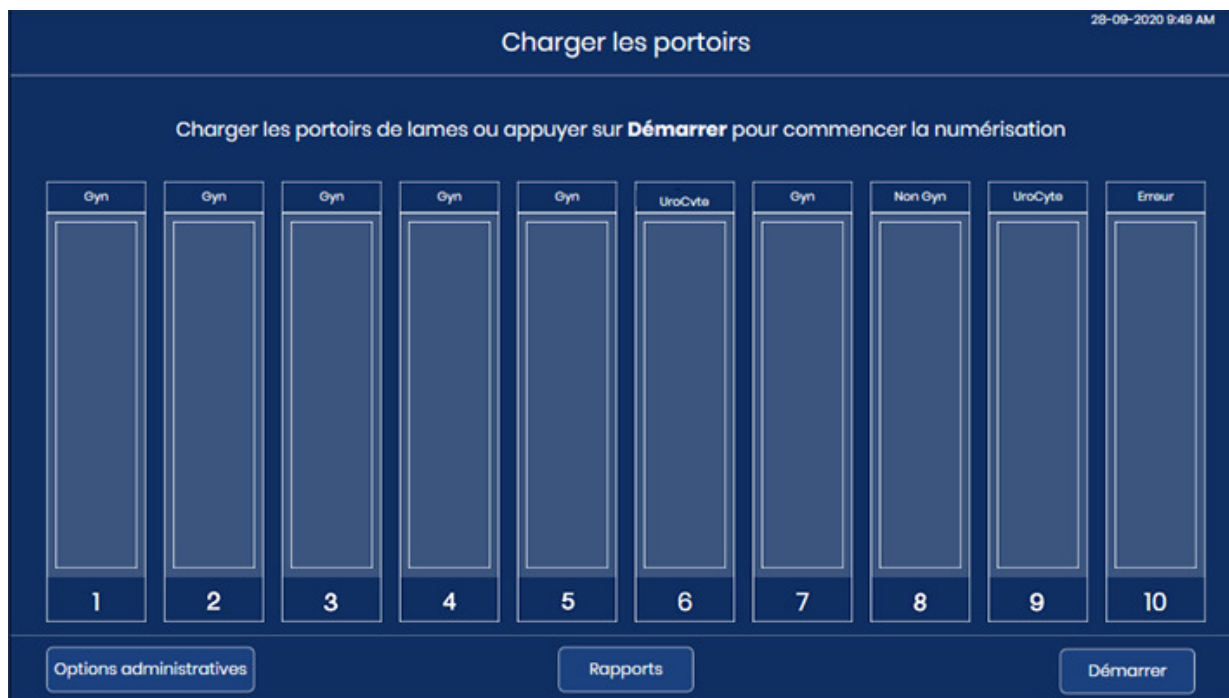 28-09-2020 9:49 AM
Charger les portoirs
Charger les portoirs de lames ou appuyer sur Démarrer pour commencer la numérisation
Gyn Gyn Gyn Gyn Gyn UroCyte Gyn Non Gyn UroCyte Erreur
1 2 3 4 5 6 7 8 9 10
Options administratives Rapports Démarrer